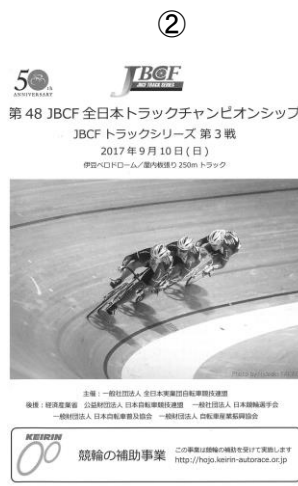 ②
50th
ANNIVERSARY
JBCF
JBCF TRACK SERIES
第 48 JBCF 全日本トラックチャンピオンシップ
JBCF トラックシリーズ 第 3 戦
2017 年 9 月 10 日 (日)
伊豆ベロドローム／屋内板張り 250m トラック
主催：一般社団法人 全日本実業団自転車競技連盟
後援：経済産業省 公益財団法人 日本自転車競技連盟 一般社団法人 日本競輪選手会
一般財団法人 日本自転車普及協会 一般財団法人 自転車産業振興協会
KEIRIN
競輪の補助事業
この事業は競輪の補助を受けて実施します
http://hojo.keirin-autorace.or.jp